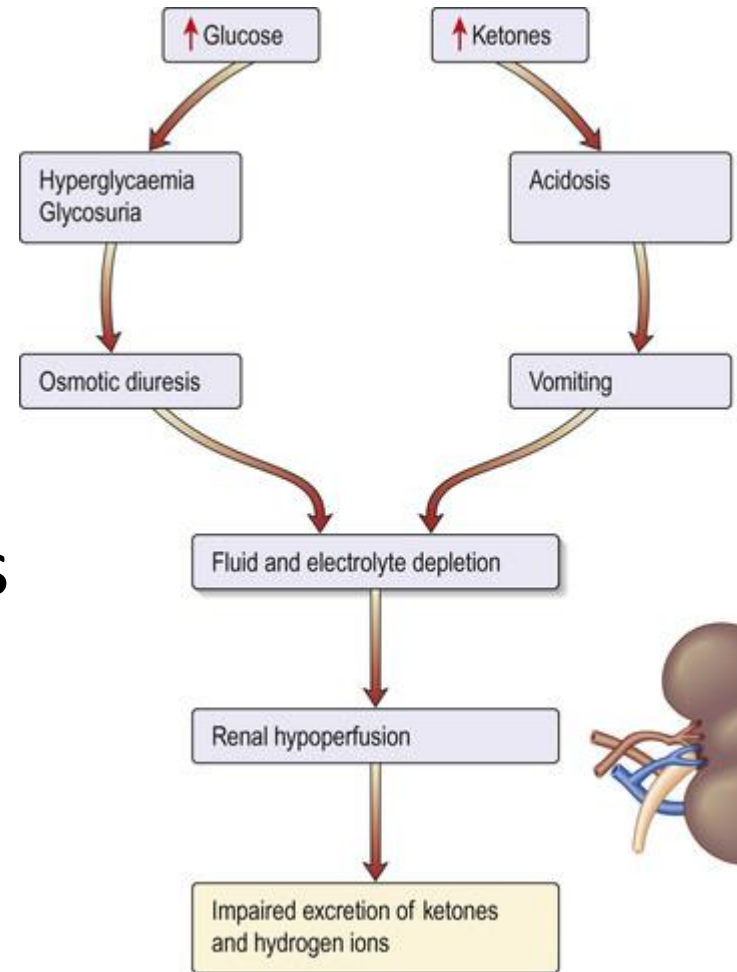 Glucose
Ketones
Hyperglycaemia
Glycosuria
Acidosis
Osmotic diuresis
Vomiting
Fluid and electrolyte depletion
s
Renal hypoperfusion
Impaired excretion of ketones
and hydrogen ions